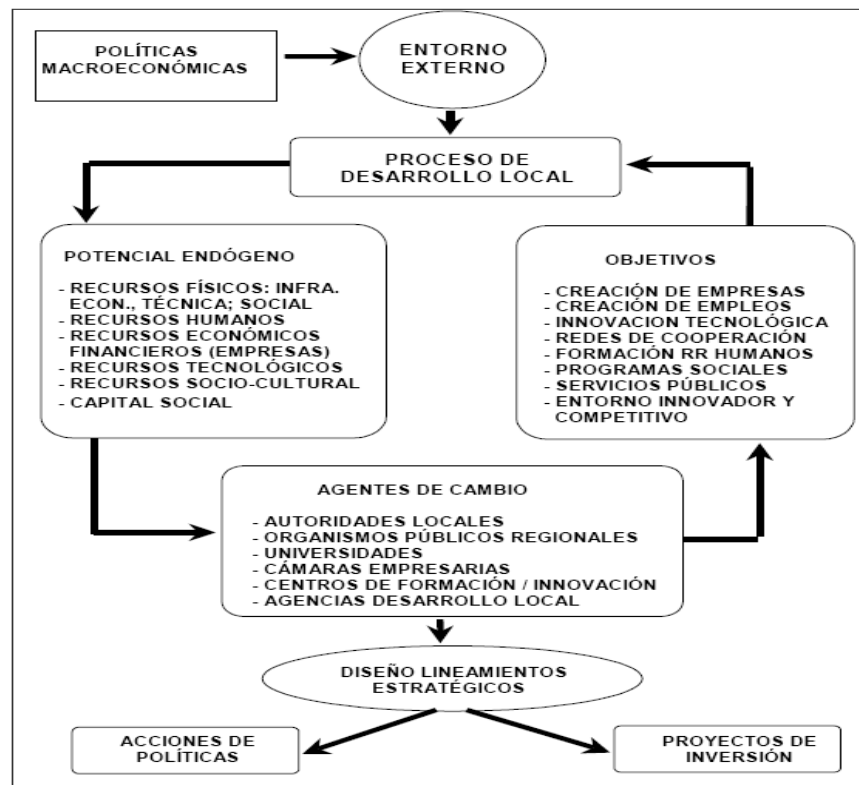 POLÍTICAS
MACROECONÓMICAS
ENTORNO
EXTERNO
PROCESO DE
DESARROLLO LOCAL
POTENCIAL ENDÓGENO
- RECURSOS FÍSICOS: INFRA.
ECON., TÉCNICA; SOCIAL
- RECURSOS HUMANOS
- RECURSOS ECONÓMICOS
FINANCIEROS (EMPRESAS)
- RECURSOS TECNOLÓGICOS
- RECURSOS SOCIO-CULTURAL
- CAPITAL SOCIAL
OBJETIVOS
- CREACIÓN DE EMPRESAS
- CREACIÓN DE EMPLEOS
- INNOVACION TECNOLÓGICA
- REDES DE COOPERACIÓN
- FORMACIÓN RR HUMANOS
- PROGRAMAS SOCIALES
- SERVICIOS PÚBLICOS
- ENTORNO INNOVADOR Y
COMPETITIVO
AGENTES DE CAMBIO
- AUTORIDADES LOCALES
- ORGANISMOS PÚBLICOS REGIONALES
- UNIVERSIDADES
- CÁMARAS EMPRESARIAS
- CENTROS DE FORMACIÓN / INNOVACIÓN
- AGENCIAS DESARROLLO LOCAL
DISEÑO LINEAMIENTOS
ESTRATÉGICOS
ACCIONES DE
POLÍTICAS
PROYECTOS DE
INVERSIÓN